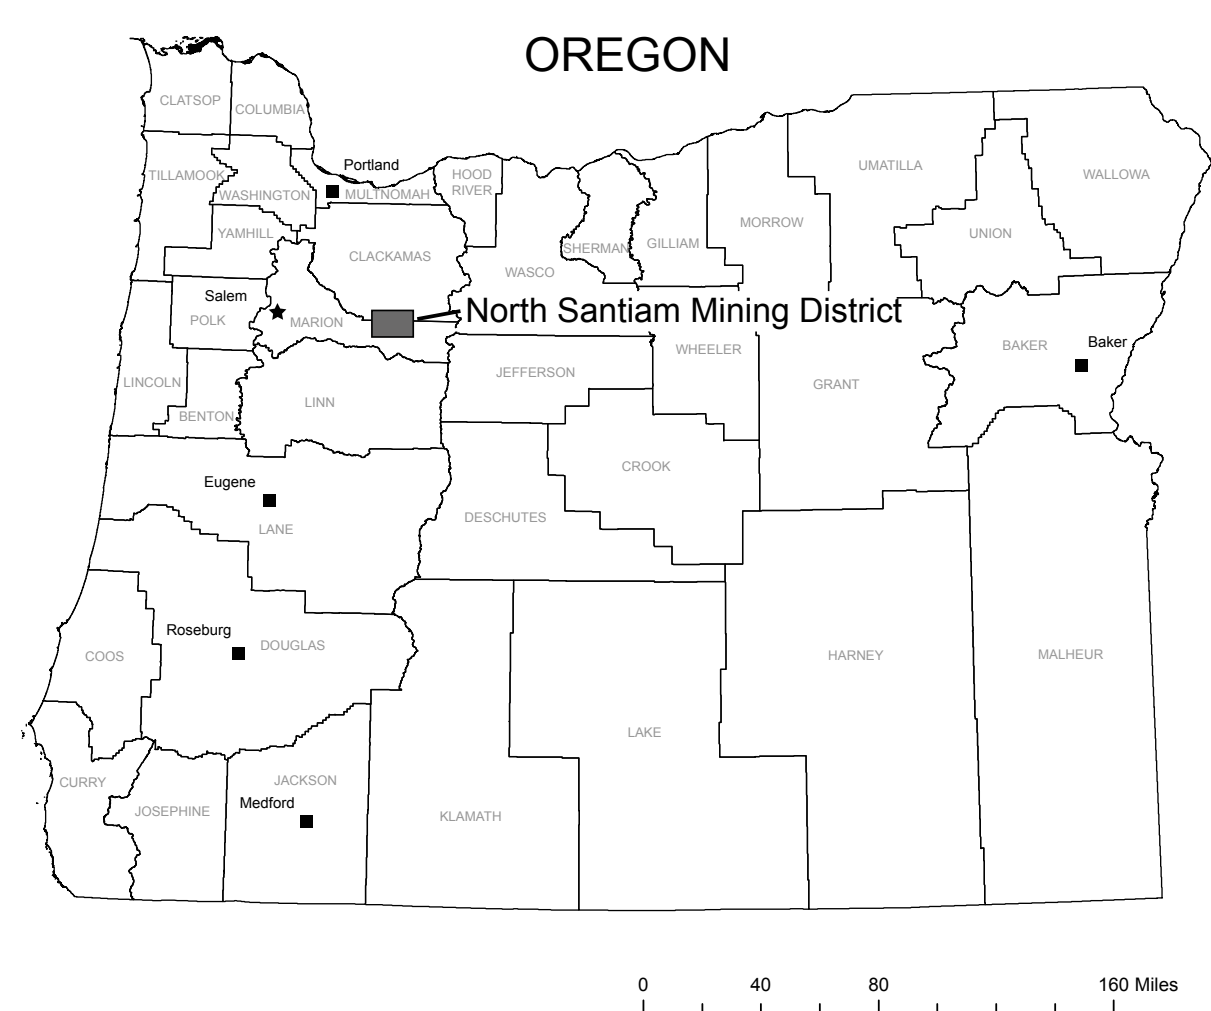 OREGON
CLATSOP
COLUMBIA
Portland
TILLAMOOK
WASHINGTON
MULTNOMAH
HOOD
RIVER
UMATILLA
WALLOWA
YAMHILL
CLACKAMAS
WASCO
SHERMAN
GILLIAM
MORROW
UNION
Salem
POLK
MARION
North Santiam Mining District
WHEELER
BAKER
Baker
LINCOLN
BENTON
LINN
JEFFERSON
GRANT
CROOK
Eugene
LANE
DESCHUTES
Roseburg
DOUGLAS
COOS
HARNEY
MALHEUR
LAKE
CURRY
JOSEPHINE
JACKSON
Medford
KLAMATH
0 40 80 160 Miles